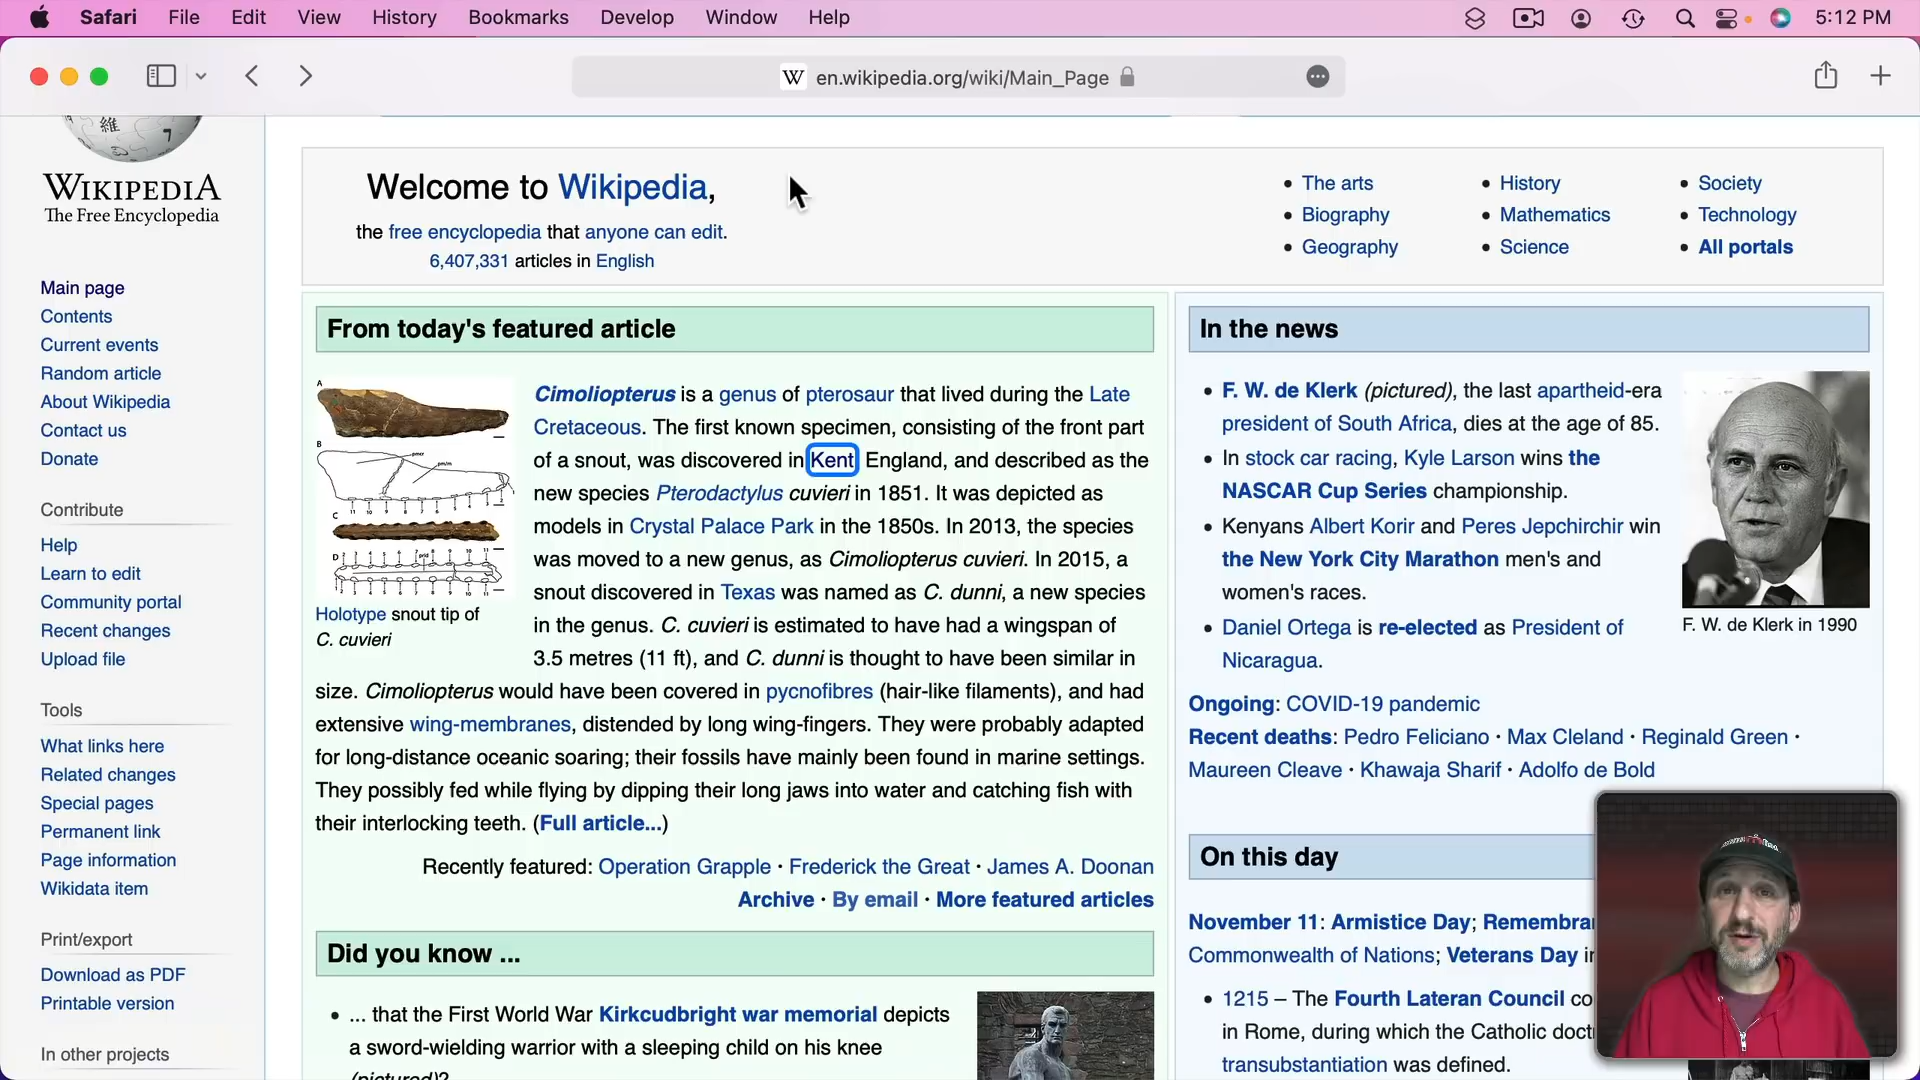 Safari File Edit View History Bookmarks Develop Window Help 5:12 PM
W en.wikipedia.org/wiki/Main_Page
維
7
WIKIPEDIA
The Free Encyclopedia
Main page
Contents
Current events
Random article
About Wikipedia
Contact us
Donate
Contribute
Help
Learn to edit
Community portal
Recent changes
Upload file
Tools
What links here
Related changes
Special pages
Permanent link
Page information
Wikidata item
Print/export
Download as PDF
Printable version
In other projects
Welcome to Wikipedia,
the free encyclopedia that anyone can edit.
6,407,331 articles in English
The arts
Biography
Geography
History
Mathematics
Science
Society
Technology
All portals
From today's featured article
A
B
C
D
Holotype snout tip of
C. cuvieri
Cimoliopterus is a genus of pterosaur that lived during the Late
Cretaceous. The first known specimen, consisting of the front part
of a snout, was discovered in Kent England, and described as the
new species Pterodactylus cuvieri in 1851. It was depicted as
models in Crystal Palace Park in the 1850s. In 2013, the species
was moved to a new genus, as Cimoliopterus cuvieri. In 2015, a
snout discovered in Texas was named as C. dunni, a new species
in the genus. C. cuvieri is estimated to have had a wingspan of
3.5 metres (11 ft), and C. dunni is thought to have been similar in
size. Cimoliopterus would have been covered in pycnofibres (hair-like filaments), and had
extensive wing-membranes, distended by long wing-fingers. They were probably adapted
for long-distance oceanic soaring; their fossils have mainly been found in marine settings.
They possibly fed while flying by dipping their long jaws into water and catching fish with
their interlocking teeth. (Full article...)
Recently featured: Operation Grapple · Frederick the Great · James A. Doonan
Archive · By email · More featured articles
Did you know ...
... that the First World War Kirkcudbright war memorial depicts
a sword-wielding warrior with a sleeping child on his knee
(pictured)?
In the news
F. W. de Klerk (pictured), the last apartheid-era
president of South Africa, dies at the age of 85.
In stock car racing, Kyle Larson wins the
NASCAR Cup Series championship.
Kenyans Albert Korir and Peres Jepchirchir win
the New York City Marathon men's and
women's races.
Daniel Ortega is re-elected as President of
Nicaragua.
F. W. de Klerk in 1990
Ongoing: COVID-19 pandemic
Recent deaths: Pedro Feliciano · Max Cleland · Reginald Green ·
Maureen Cleave · Khawaja Sharif · Adolfo de Bold
On this day
November 11: Armistice Day; Remembra
Commonwealth of Nations; Veterans Day in
1215 – The Fourth Lateran Council co
in Rome, during which the Catholic doct
transubstantiation was defined.